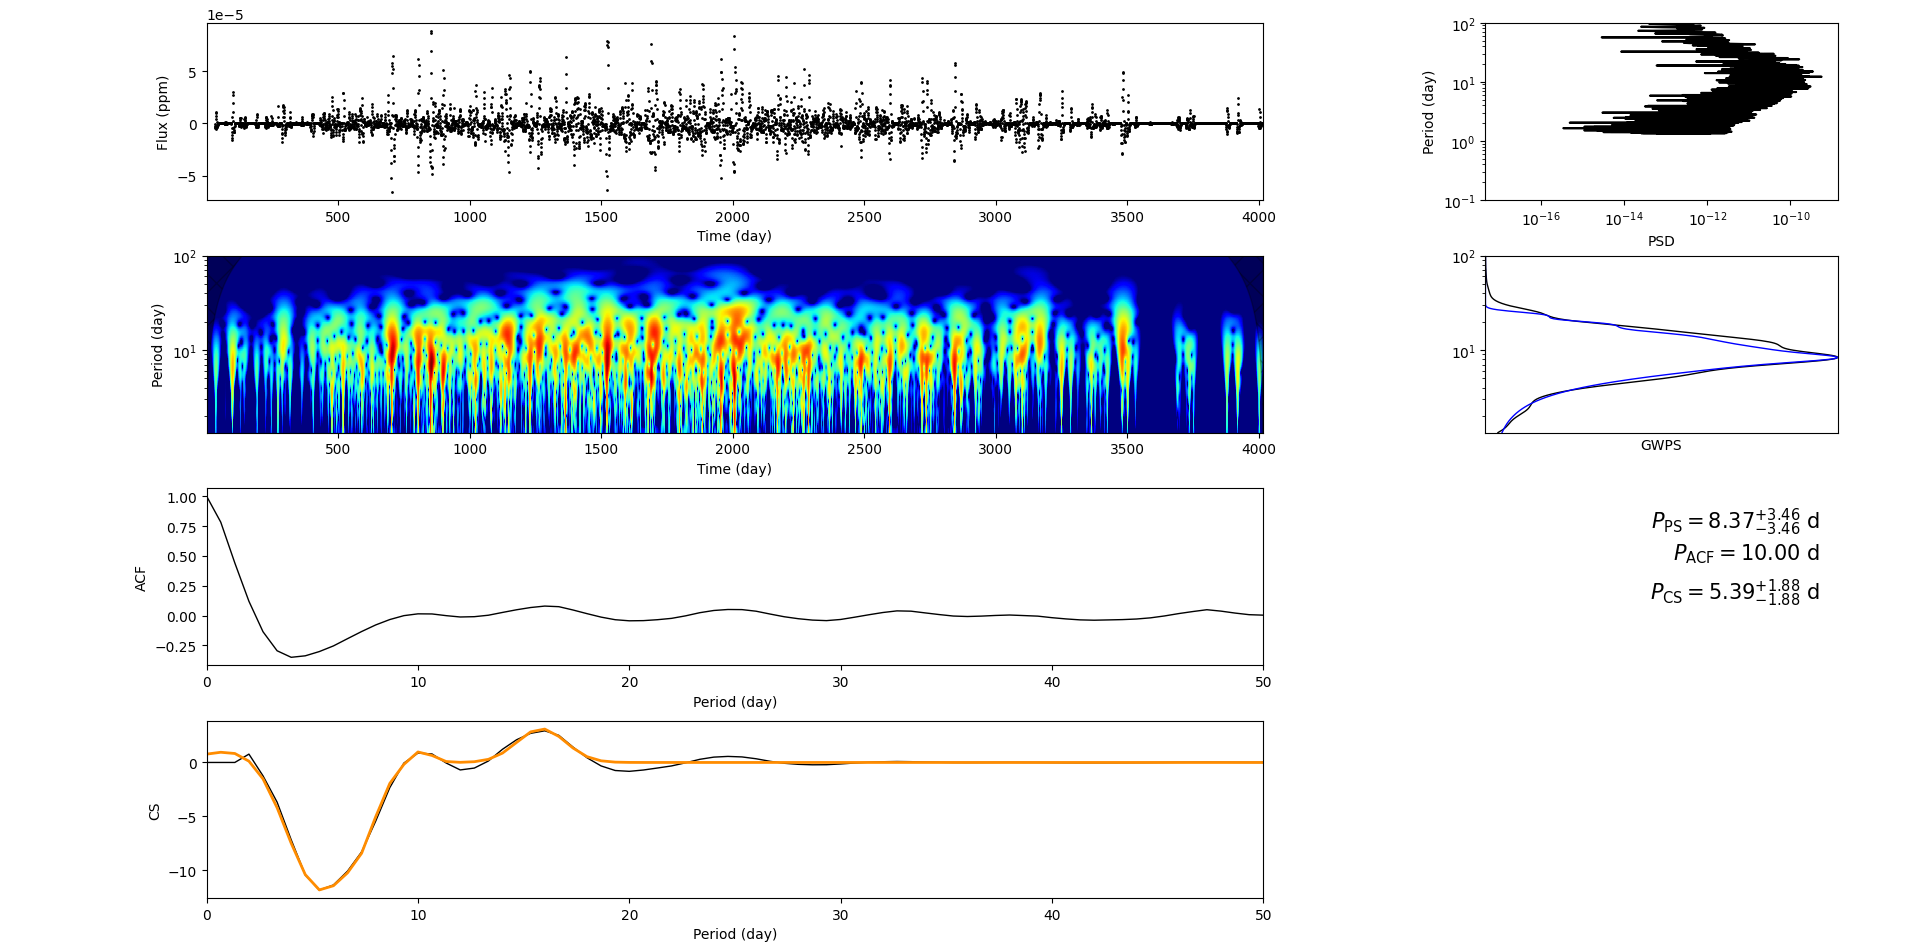 1e−5
Flux (ppm)
5
0
−5
500 1000 1500 2000 2500 3000 3500 4000
Time (day)
Period (day)
10^2
10^1
10^0
10^−1
10^−16 10^−14 10^−12 10^−10
PSD
Period (day)
10^2
10^1
500 1000 1500 2000 2500 3000 3500 4000
Time (day)
10^2
10^1
GWPS
ACF
1.00
0.75
0.50
0.25
0.00
−0.25
0 10 20 30 40 50
Period (day)
P_PS = 8.37^+3.46_−3.46 d
P_ACF = 10.00 d
P_CS = 5.39^+1.88_−1.88 d
CS
0
−5
−10
0 10 20 30 40 50
Period (day)